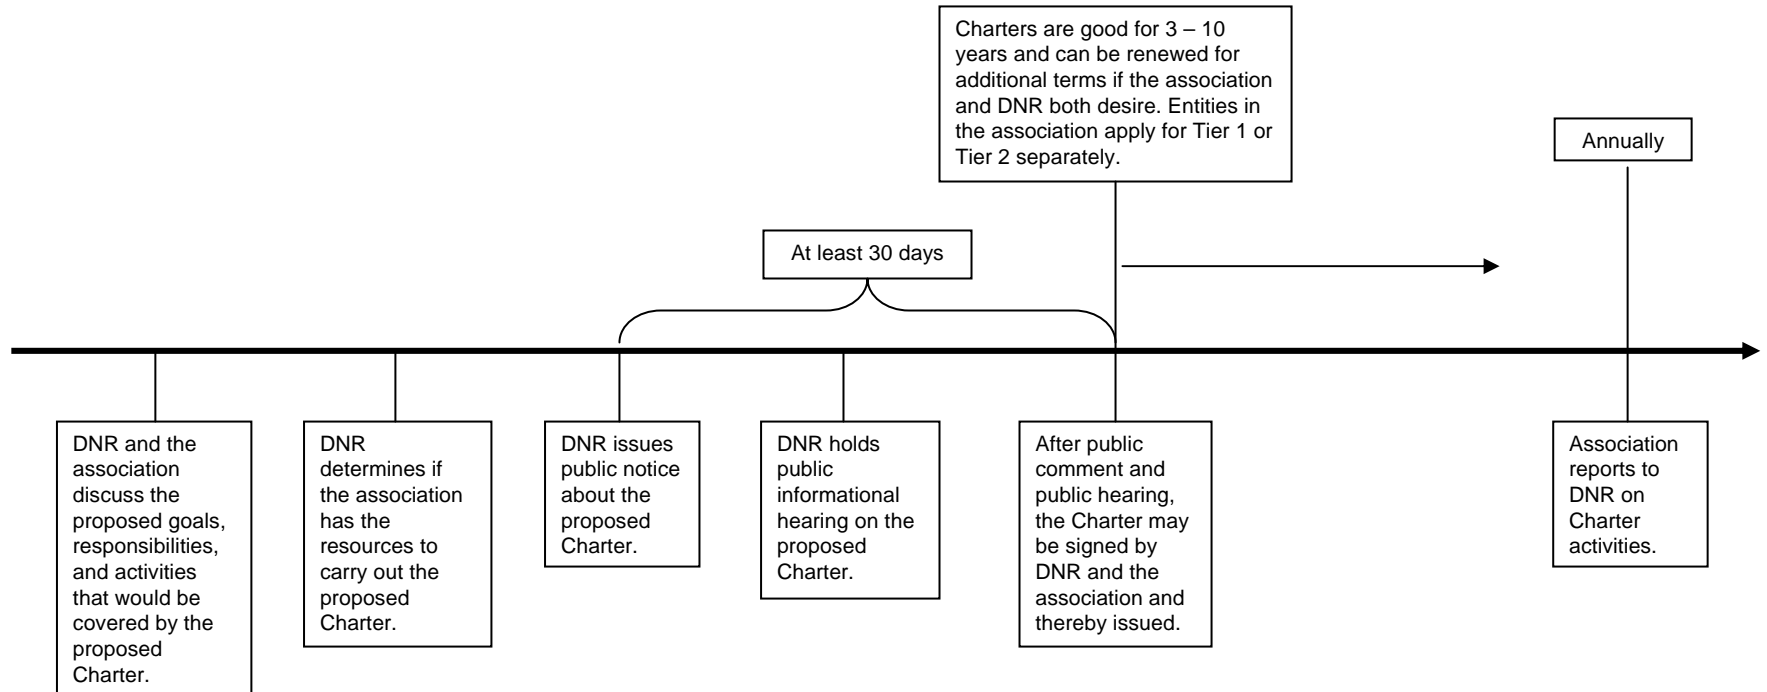 Charters are good for 3 – 10
years and can be renewed for
additional terms if the association
and DNR both desire. Entities in
the association apply for Tier 1 or
Tier 2 separately.
Annually
At least 30 days
DNR and the
association
discuss the
proposed goals,
responsibilities,
and activities
that would be
covered by the
proposed
Charter.
DNR
determines if
the association
has the
resources to
carry out the
proposed
Charter.
DNR issues
public notice
about the
proposed
Charter.
DNR holds
public
informational
hearing on the
proposed
Charter.
After public
comment and
public hearing,
the Charter may
be signed by
DNR and the
association and
thereby issued.
Association
reports to
DNR on
Charter
activities.